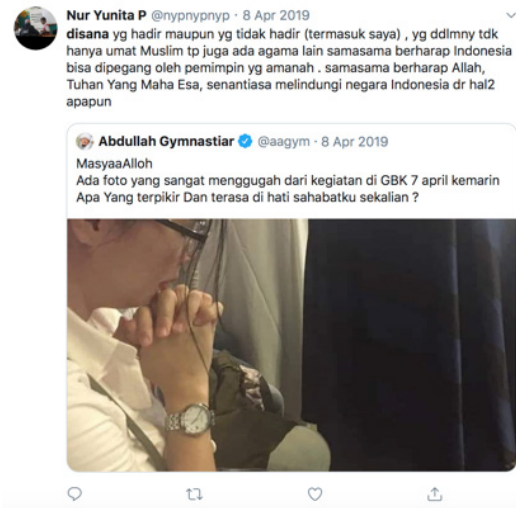 Nur Yunita P @nypnypnyp · 8 Apr 2019
disana yg hadir maupun yg tidak hadir (termasuk saya) , yg ddlmny tdk
hanya umat Muslim tp juga ada agama lain samasama berharap Indonesia
bisa dipegang oleh pemimpin yg amanah . samasama berharap Allah,
Tuhan Yang Maha Esa, senantiasa melindungi negara Indonesia dr hal2
apapun
Abdullah Gymnastiar @aagym · 8 Apr 2019
MasyaaAlloh
Ada foto yang sangat menggugah dari kegiatan di GBK 7 april kemarin
Apa Yang terpikir Dan terasa di hati sahabatku sekalian ?